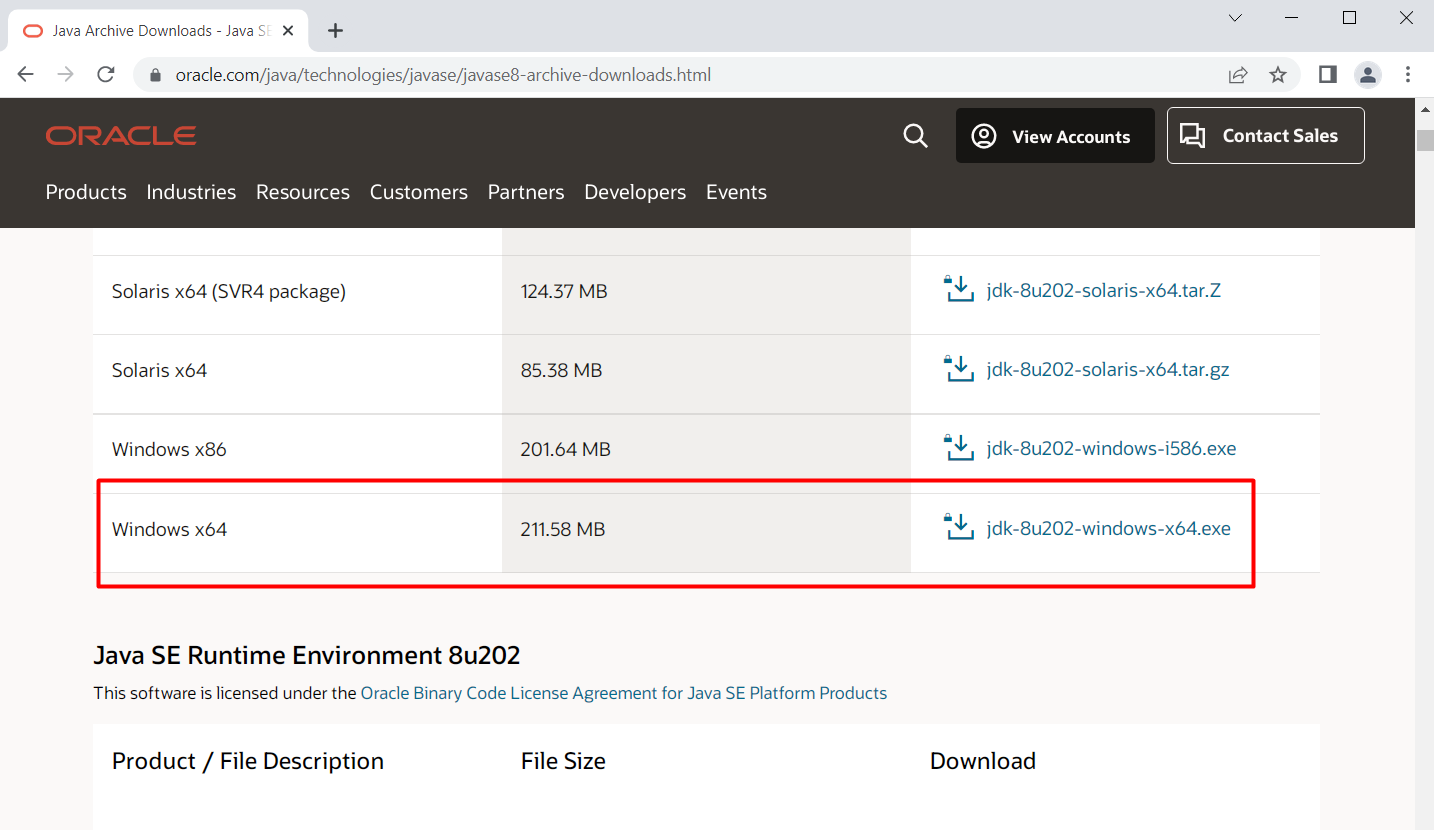 Java Archive Downloads - Java SE
oracle.com/java/technologies/javase/javase8-archive-downloads.html
ORACLE
View Accounts
Contact Sales
Products Industries Resources Customers Partners Developers Events
Solaris x64 (SVR4 package) 124.37 MB jdk-8u202-solaris-x64.tar.Z
Solaris x64 85.38 MB jdk-8u202-solaris-x64.tar.gz
Windows x86 201.64 MB jdk-8u202-windows-i586.exe
Windows x64 211.58 MB jdk-8u202-windows-x64.exe
Java SE Runtime Environment 8u202
This software is licensed under the Oracle Binary Code License Agreement for Java SE Platform Products
Product / File Description File Size Download